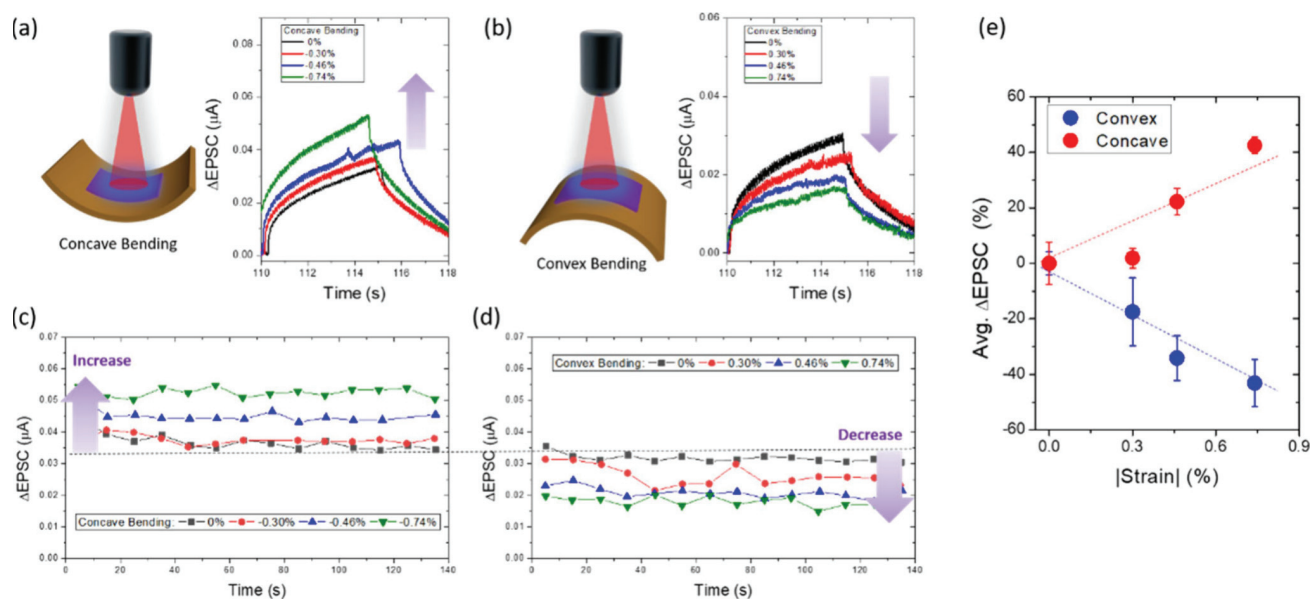 (a)
Concave Bending
ΔEPSC (μA)
0.08
0.06
0.04
0.02
0.00
Concave Bending
0%
-0.30%
-0.46%
-0.74%
110 112 114 116 118
Time (s)
(b)
Convex Bending
ΔEPSC (μA)
0.06
0.03
0.00
Convex Bending
0%
0.30%
0.46%
0.74%
110 112 114 116 118
Time (s)
(c)
ΔEPSC (μA)
0.07
0.06
0.05
0.04
0.03
0.02
0.01
0.00
Increase
Concave Bending: 0% -0.30% -0.46% -0.74%
0 20 40 60 80 100 120 140
Time (s)
(d)
ΔEPSC (μA)
0.07
0.06
0.05
0.04
0.03
0.02
0.01
0.00
Convex Bending: 0% 0.30% 0.46% 0.74%
Decrease
0 20 40 60 80 100 120 140
Time (s)
(e)
Avg. ΔEPSC (%)
60
40
20
0
-20
-40
-60
Convex
Concave
0.0 0.3 0.6 0.9
|Strain| (%)